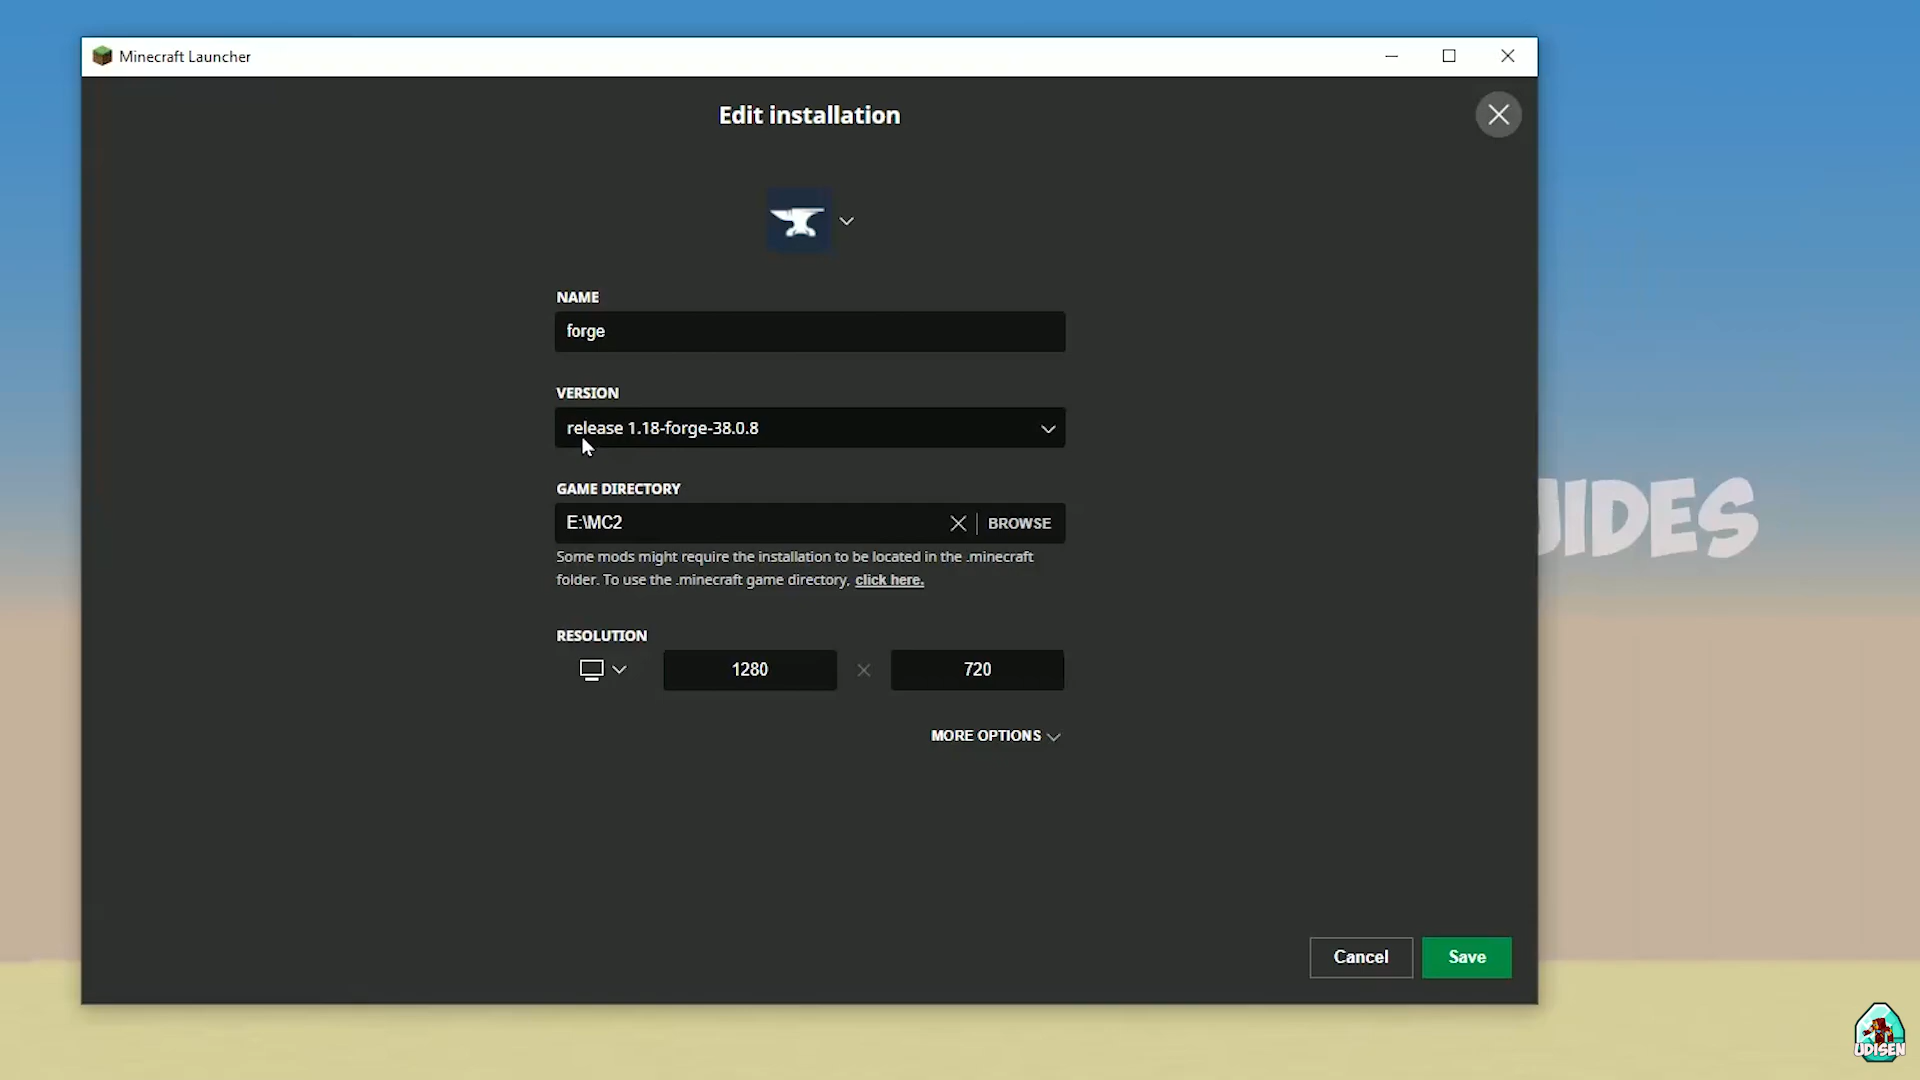 Minecraft Launcher
Edit installation
NAME
forge
VERSION
release 1.18-forge-38.0.8
GAME DIRECTORY
E:\MC2
BROWSE
Some mods might require the installation to be located in the .minecraft
folder. To use the .minecraft game directory, click here.
UIDES
RESOLUTION
1280
720
MORE OPTIONS
Cancel
Save
UDISEN